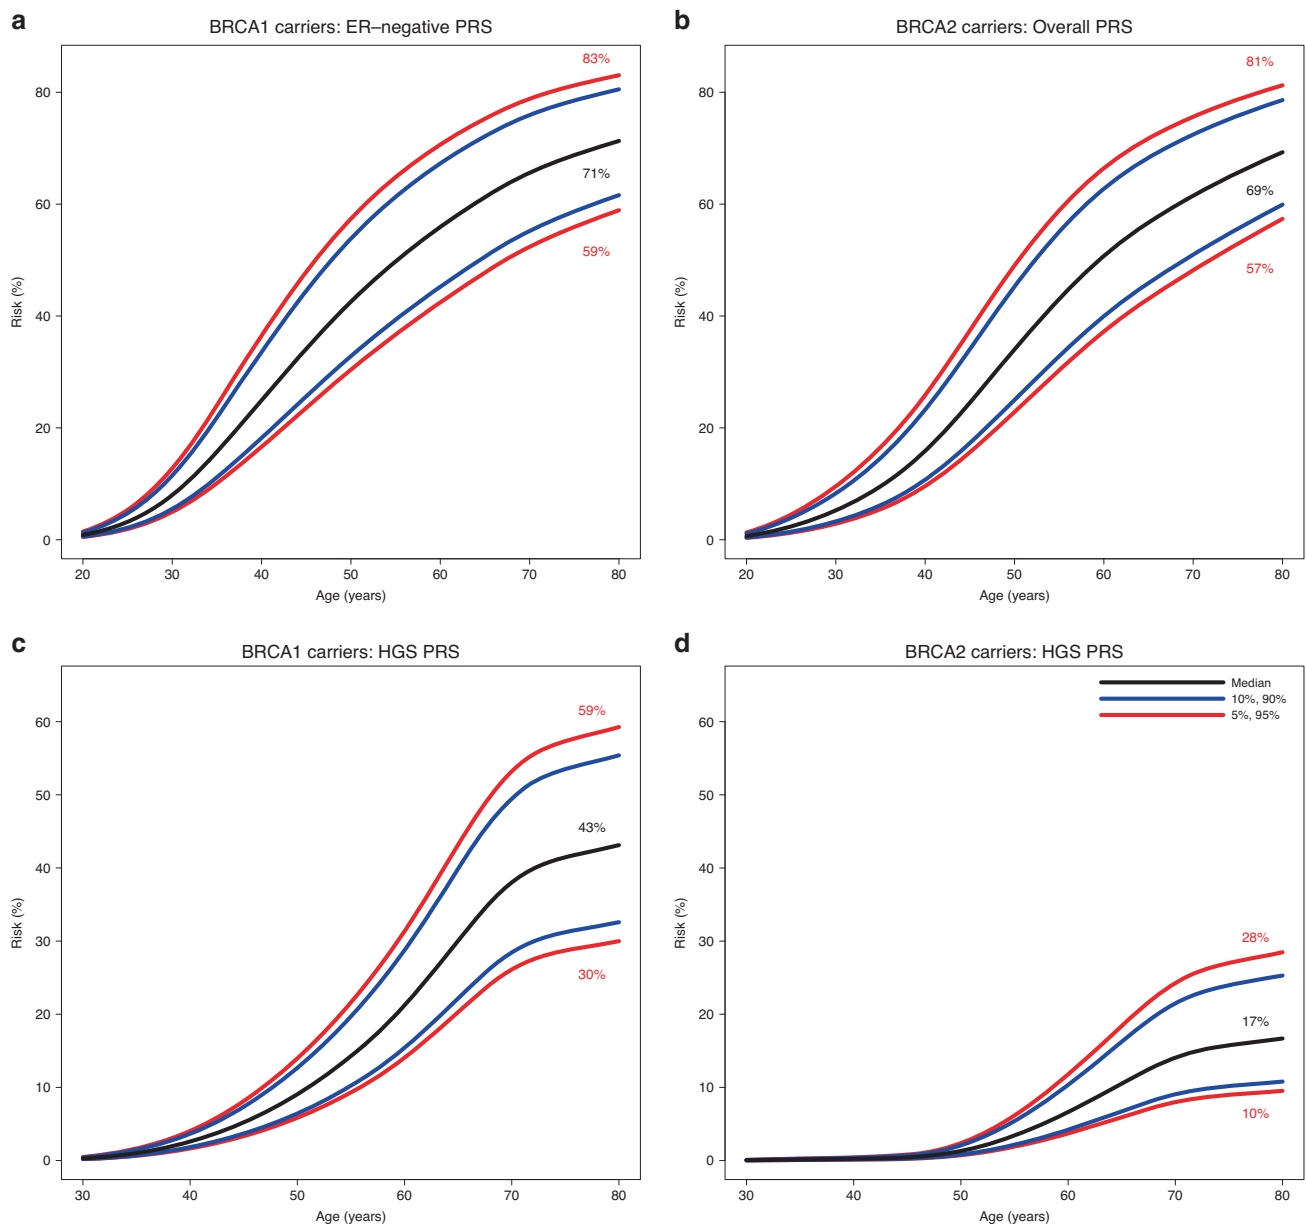 a
BRCA1 carriers: ER–negative PRS
83%
71%
59%
80
60
40
20
0
Risk (%)
20 30 40 50 60 70 80
Age (years)
b
BRCA2 carriers: Overall PRS
81%
69%
57%
80
60
40
20
0
Risk (%)
20 30 40 50 60 70 80
Age (years)
c
BRCA1 carriers: HGS PRS
59%
43%
30%
60
50
40
30
20
10
0
Risk (%)
30 40 50 60 70 80
Age (years)
d
BRCA2 carriers: HGS PRS
Median
10%, 90%
5%, 95%
28%
17%
10%
60
50
40
30
20
10
0
Risk (%)
30 40 50 60 70 80
Age (years)